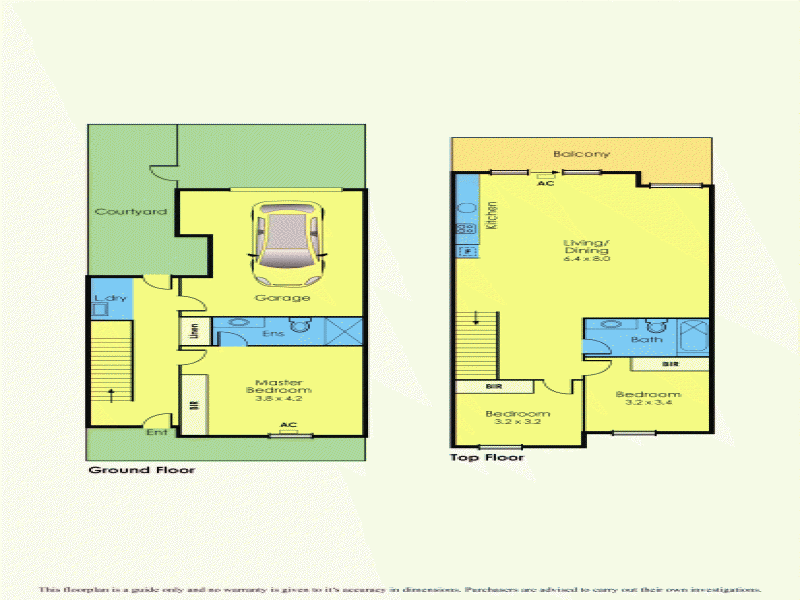 Courtyard
L.dry
Garage
Linen
Ens
Master
Bedroom
3.8 x 4.2
BIR
AC
Ent
Ground Floor
Balcony
AC
Kitchen
Living/
Dining
6.4 x 8.0
Bath
BIR
BIR
Bedroom
3.2 x 3.4
Bedroom
3.2 x 3.2
Top Floor
This floorplan is a guide only and no warranty is given to it's accuracy in dimensions. Purchasers are advised to carry out their own investigations.